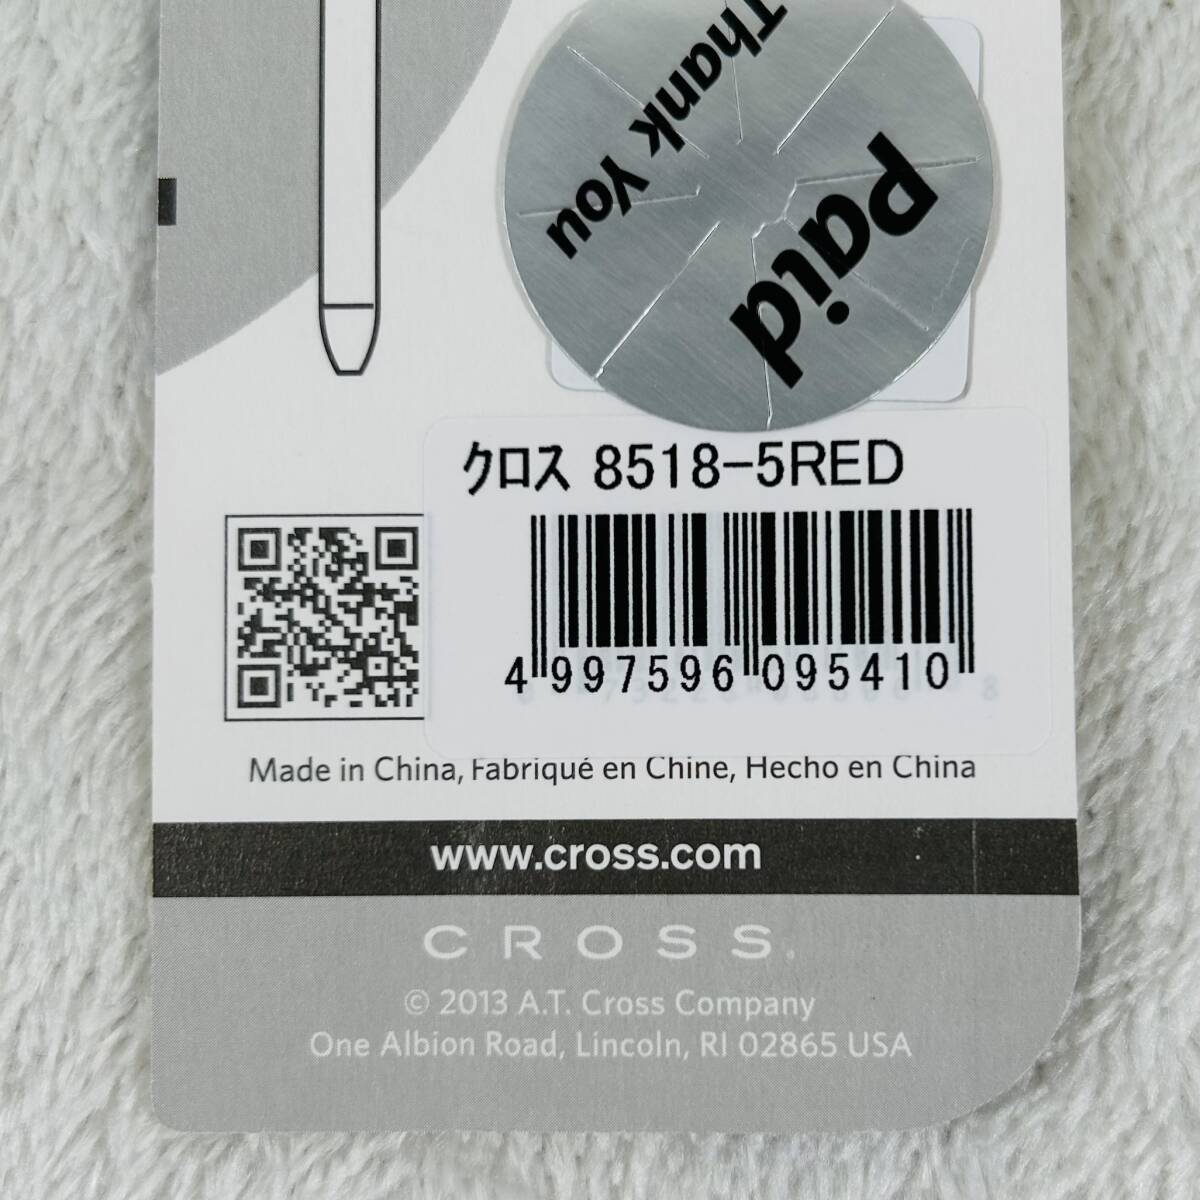 Thank You
Paid
クロス 8518-5RED
4 997596 095410
Made in China, Fabriqué en Chine, Hecho en China
www.cross.com
CROSS.
© 2013 A.T. Cross Company
One Albion Road, Lincoln, RI 02865 USA